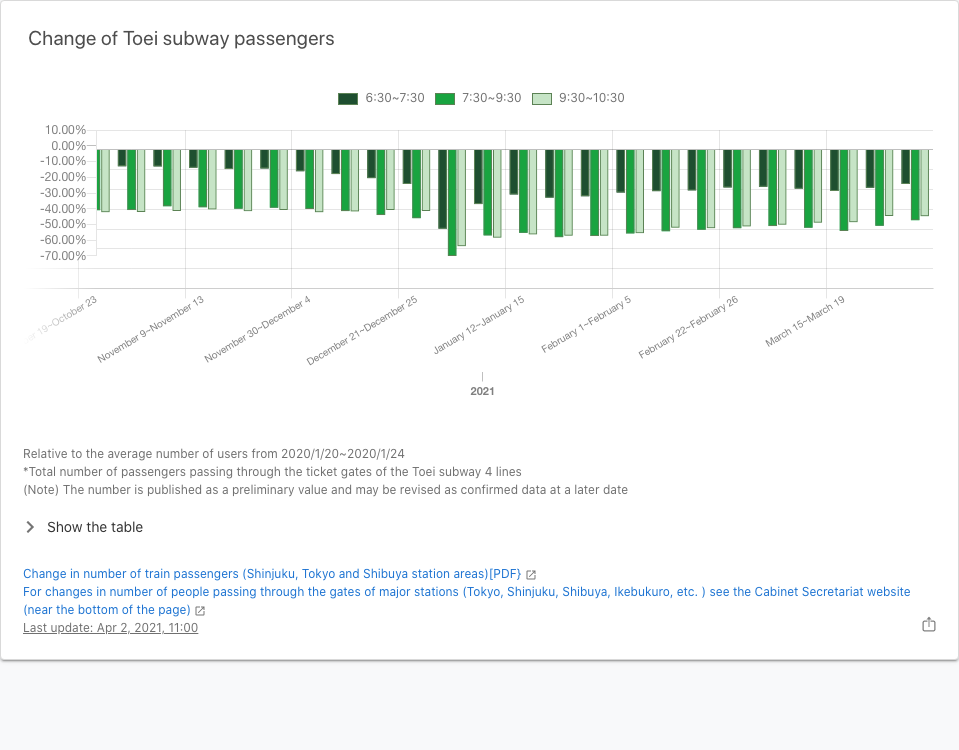 Change of Toei subway passengers
6:30~7:30 7:30~9:30 9:30~10:30
10.00%
0.00%
-10.00%
-20.00%
-30.00%
-40.00%
-50.00%
-60.00%
-70.00%
19~October 23
November 9~November 13
November 30~December 4
December 21~December 25
January 12~January 15
February 1~February 5
February 22~February 26
March 15~March 19
2021
Relative to the average number of users from 2020/1/20~2020/1/24
*Total number of passengers passing through the ticket gates of the Toei subway 4 lines
(Note) The number is published as a preliminary value and may be revised as confirmed data at a later date
Show the table
Change in number of train passengers (Shinjuku, Tokyo and Shibuya station areas)[PDF]
For changes in number of people passing through the gates of major stations (Tokyo, Shinjuku, Shibuya, Ikebukuro, etc. ) see the Cabinet Secretariat website
(near the bottom of the page)
Last update: Apr 2, 2021, 11:00